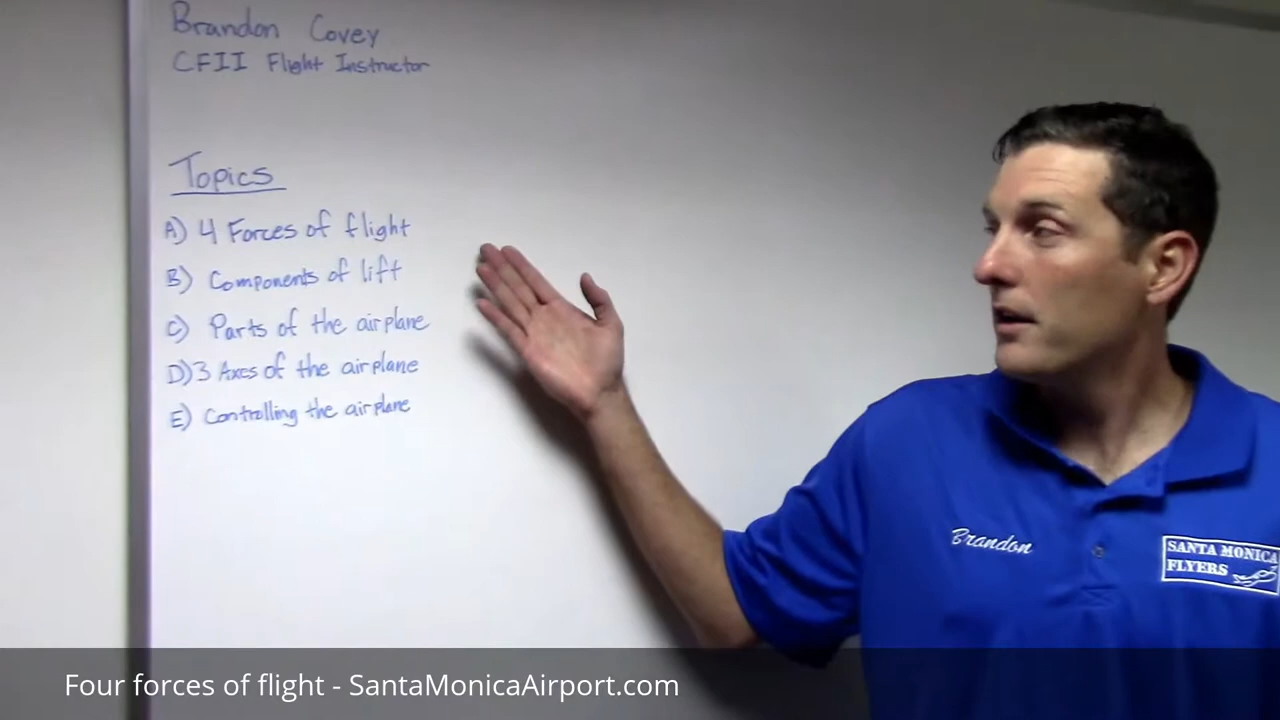 Brandon Covey
CFII Flight Instructor
Topics
A) 4 Forces of flight
B) Components of lift
C) Parts of the airplane
D) 3 Axes of the airplane
E) Controlling the airplane
Brandon
SANTA MONICA
FLYERS
Four forces of flight - SantaMonicaAirport.com